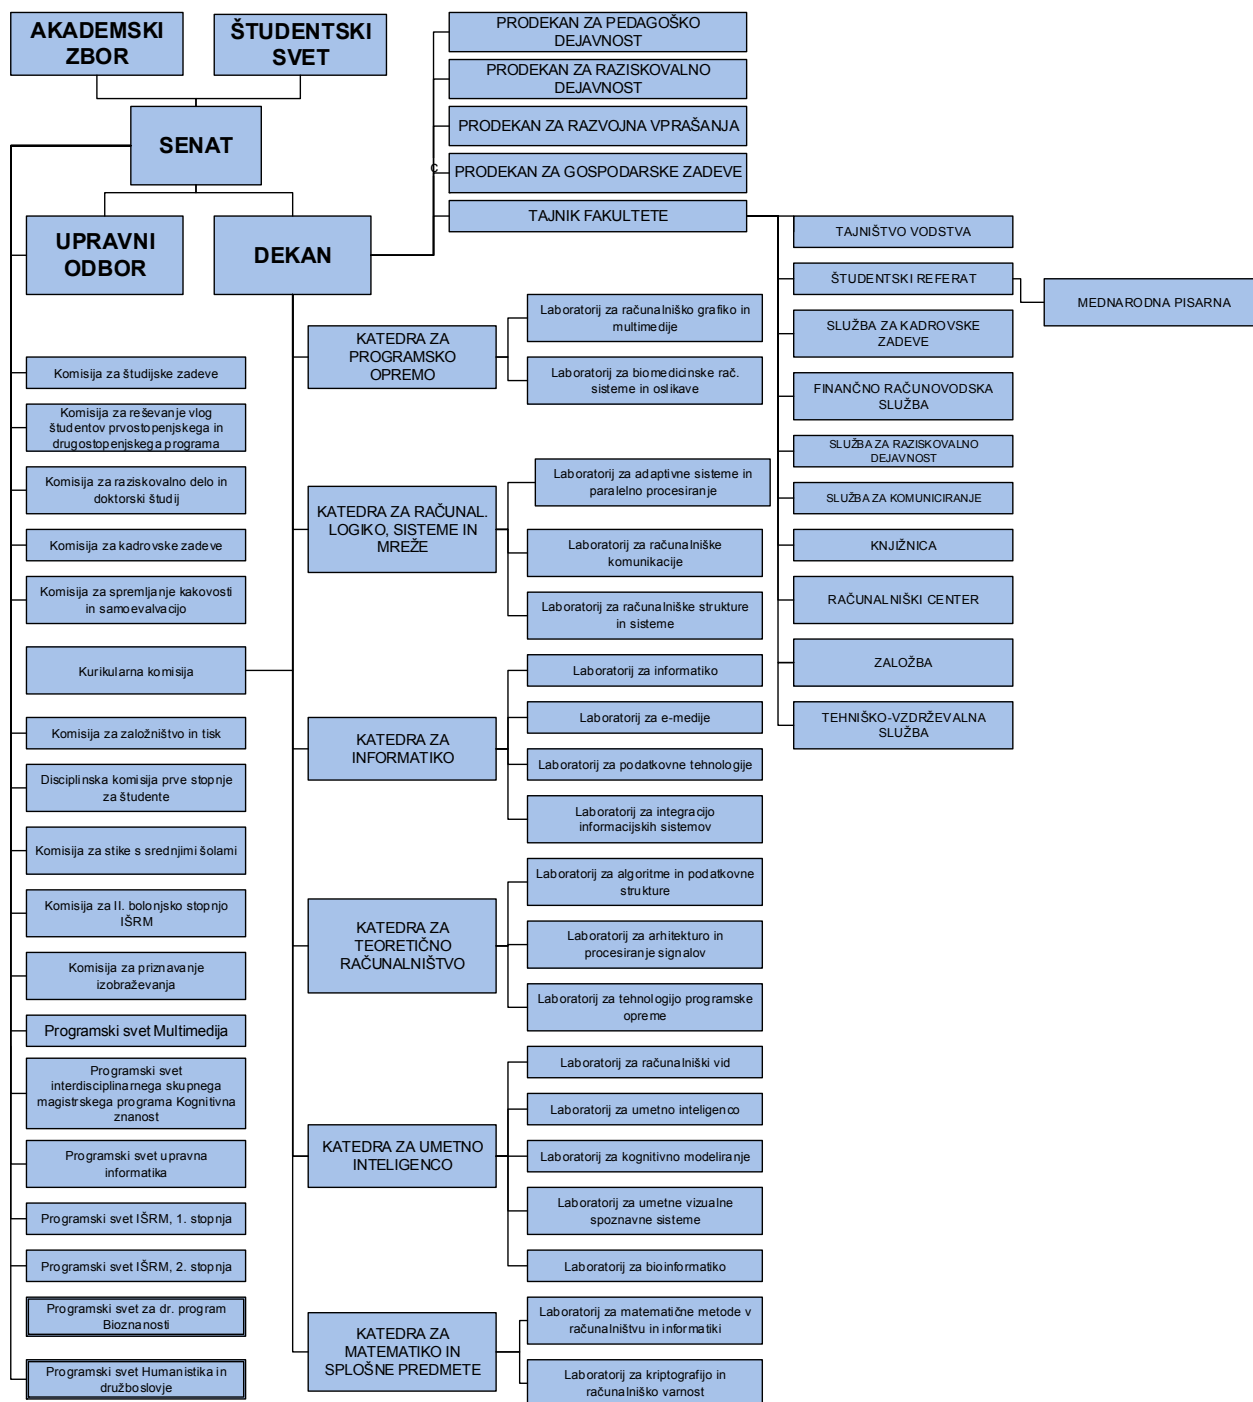 AKADEMSKI
ZBOR
ŠTUDENTSKI
SVET
SENAT
UPRAVNI
ODBOR
DEKAN
PRODEKAN ZA PEDAGOŠKO
DEJAVNOST
PRODEKAN ZA RAZISKOVALNO
DEJAVNOST
PRODEKAN ZA RAZVOJNA VPRAŠANJA
C
PRODEKAN ZA GOSPODARSKE ZADEVE
TAJNIK FAKULTETE
TAJNIŠTVO VODSTVA
ŠTUDENTSKI REFERAT
MEDNARODNA PISARNA
SLUŽBA ZA KADROVSKE
ZADEVE
FINANČNO RAČUNOVODSKA
SLUŽBA
SLUŽBA ZA RAZISKOVALNO
DEJAVNOST
SLUŽBA ZA KOMUNICIRANJE
KNJIŽNICA
RAČUNALNIŠKI CENTER
ZALOŽBA
TEHNIŠKO-VZDRŽEVALNA
SLUŽBA
Komisija za študijske zadeve
Komisija za reševanje vlog
študentov prvostopenjskega in
drugostopenjskega programa
Komisija za raziskovalno delo in
doktorski študij
Komisija za kadrovske zadeve
Komisija za spremljanje kakovosti
in samoevalvacijo
Kurikularna komisija
Komisija za založništvo in tisk
Disciplinska komisija prve stopnje
za študente
Komisija za stike s srednjimi šolami
Komisija za II. bolonjsko stopnjo
IŠRM
Komisija za priznavanje
izobraževanja
Programski svet Multimedija
Programski svet
interdisciplinarnega skupnega
magistrskega programa Kognitivna
znanost
Programski svet upravna
informatika
Programski svet IŠRM, 1. stopnja
Programski svet IŠRM, 2. stopnja
Programski svet za dr. program
Bioznanosti
Programski svet Humanistika in
družboslovje
KATEDRA ZA
PROGRAMSKO
OPREMO
Laboratorij za računalniško grafiko in
multimedije
Laboratorij za biomedicinske rač.
sisteme in oslikave
KATEDRA ZA RAČUNAL.
LOGIKO, SISTEME IN
MREŽE
Laboratorij za adaptivne sisteme in
paralelno procesiranje
Laboratorij za računalniške
komunikacije
Laboratorij za računalniške strukture
in sisteme
KATEDRA ZA
INFORMATIKO
Laboratorij za informatiko
Laboratorij za e-medije
Laboratorij za podatkovne tehnologije
Laboratorij za integracijo
informacijskih sistemov
KATEDRA ZA
TEORETIČNO
RAČUNALNIŠTVO
Laboratorij za algoritme in podatkovne
strukture
Laboratorij za arhitekturo in
procesiranje signalov
Laboratorij za tehnologijo programske
opreme
KATEDRA ZA UMETNO
INTELIGENCO
Laboratorij za računalniški vid
Laboratorij za umetno inteligenco
Laboratorij za kognitivno modeliranje
Laboratorij za umetne vizualne
spoznavne sisteme
Laboratorij za bioinformatiko
KATEDRA ZA
MATEMATIKO IN
SPLOŠNE PREDMETE
Laboratorij za matematične metode v
računalništvu in informatiki
Laboratorij za kriptografijo in
računalniško varnost